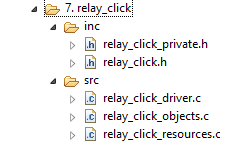 7. relay_click
inc
relay_click_private.h
relay_click.h
src
relay_click_driver.c
relay_click_objects.c
relay_click_resources.c